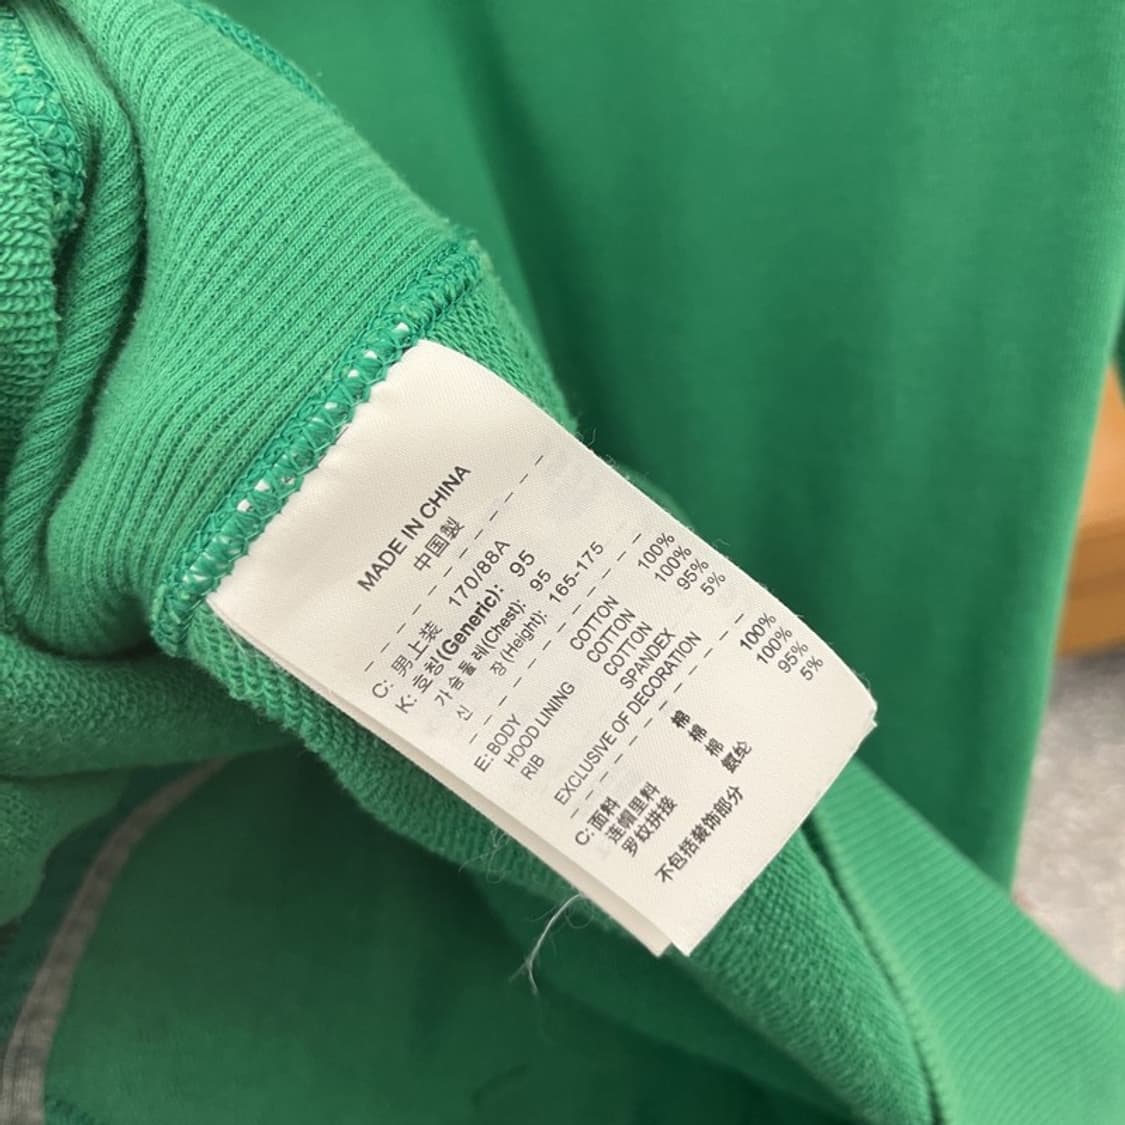 MADE IN CHINA
中国製
C: 男上装 170/88A
K: 호칭(Generic): 95
가슴둘레(Chest): 95
신 장(Height): 165-175
E: BODY COTTON 100%
HOOD LINING COTTON 100%
RIB COTTON 95%
SPANDEX 5%
EXCLUSIVE OF DECORATION
C: 面料 棉 100%
连帽里料 棉 100%
罗纹拼接 棉 95%
氨纶 5%
不包括装饰部分